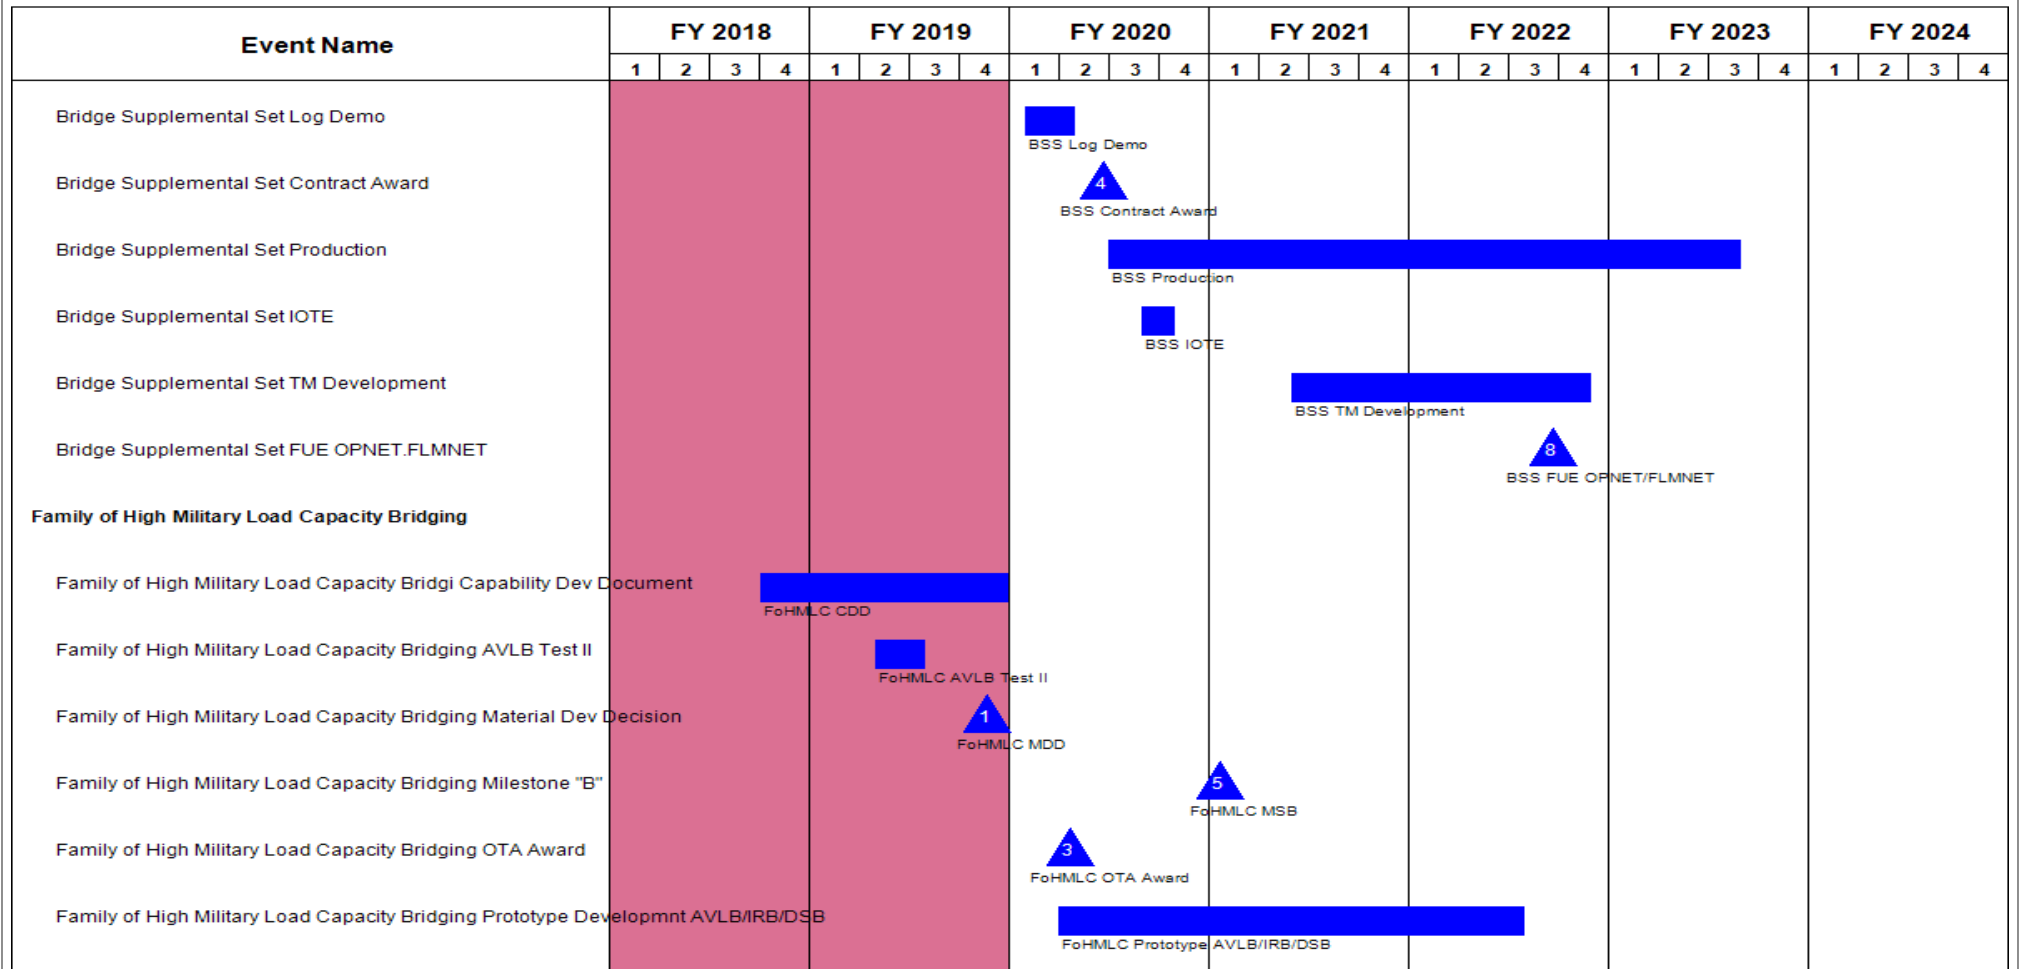 Event Name
FY 2018 FY 2019 FY 2020 FY 2021 FY 2022 FY 2023 FY 2024
1 2 3 4 1 2 3 4 1 2 3 4 1 2 3 4 1 2 3 4 1 2 3 4 1 2 3 4
Bridge Supplemental Set Log Demo
BSS Log Demo
Bridge Supplemental Set Contract Award
4
BSS Contract Award
Bridge Supplemental Set Production
BSS Production
Bridge Supplemental Set IOTE
BSS IOTE
Bridge Supplemental Set TM Development
BSS TM Development
Bridge Supplemental Set FUE OPNET.FLMNET
8
BSS FUE OPNET/FLMNET
Family of High Military Load Capacity Bridging
Family of High Military Load Capacity Bridgi Capability Dev Document
FoHMLC CDD
Family of High Military Load Capacity Bridging AVLB Test II
FoHMLC AVLB Test II
Family of High Military Load Capacity Bridging Material Dev Decision
1
FoHMLC MDD
Family of High Military Load Capacity Bridging Milestone "B"
5
FoHMLC MSB
Family of High Military Load Capacity Bridging OTA Award
3
FoHMLC OTA Award
Family of High Military Load Capacity Bridging Prototype Developmnt AVLB/IRB/DSB
FoHMLC Prototype AVLB/IRB/DSB